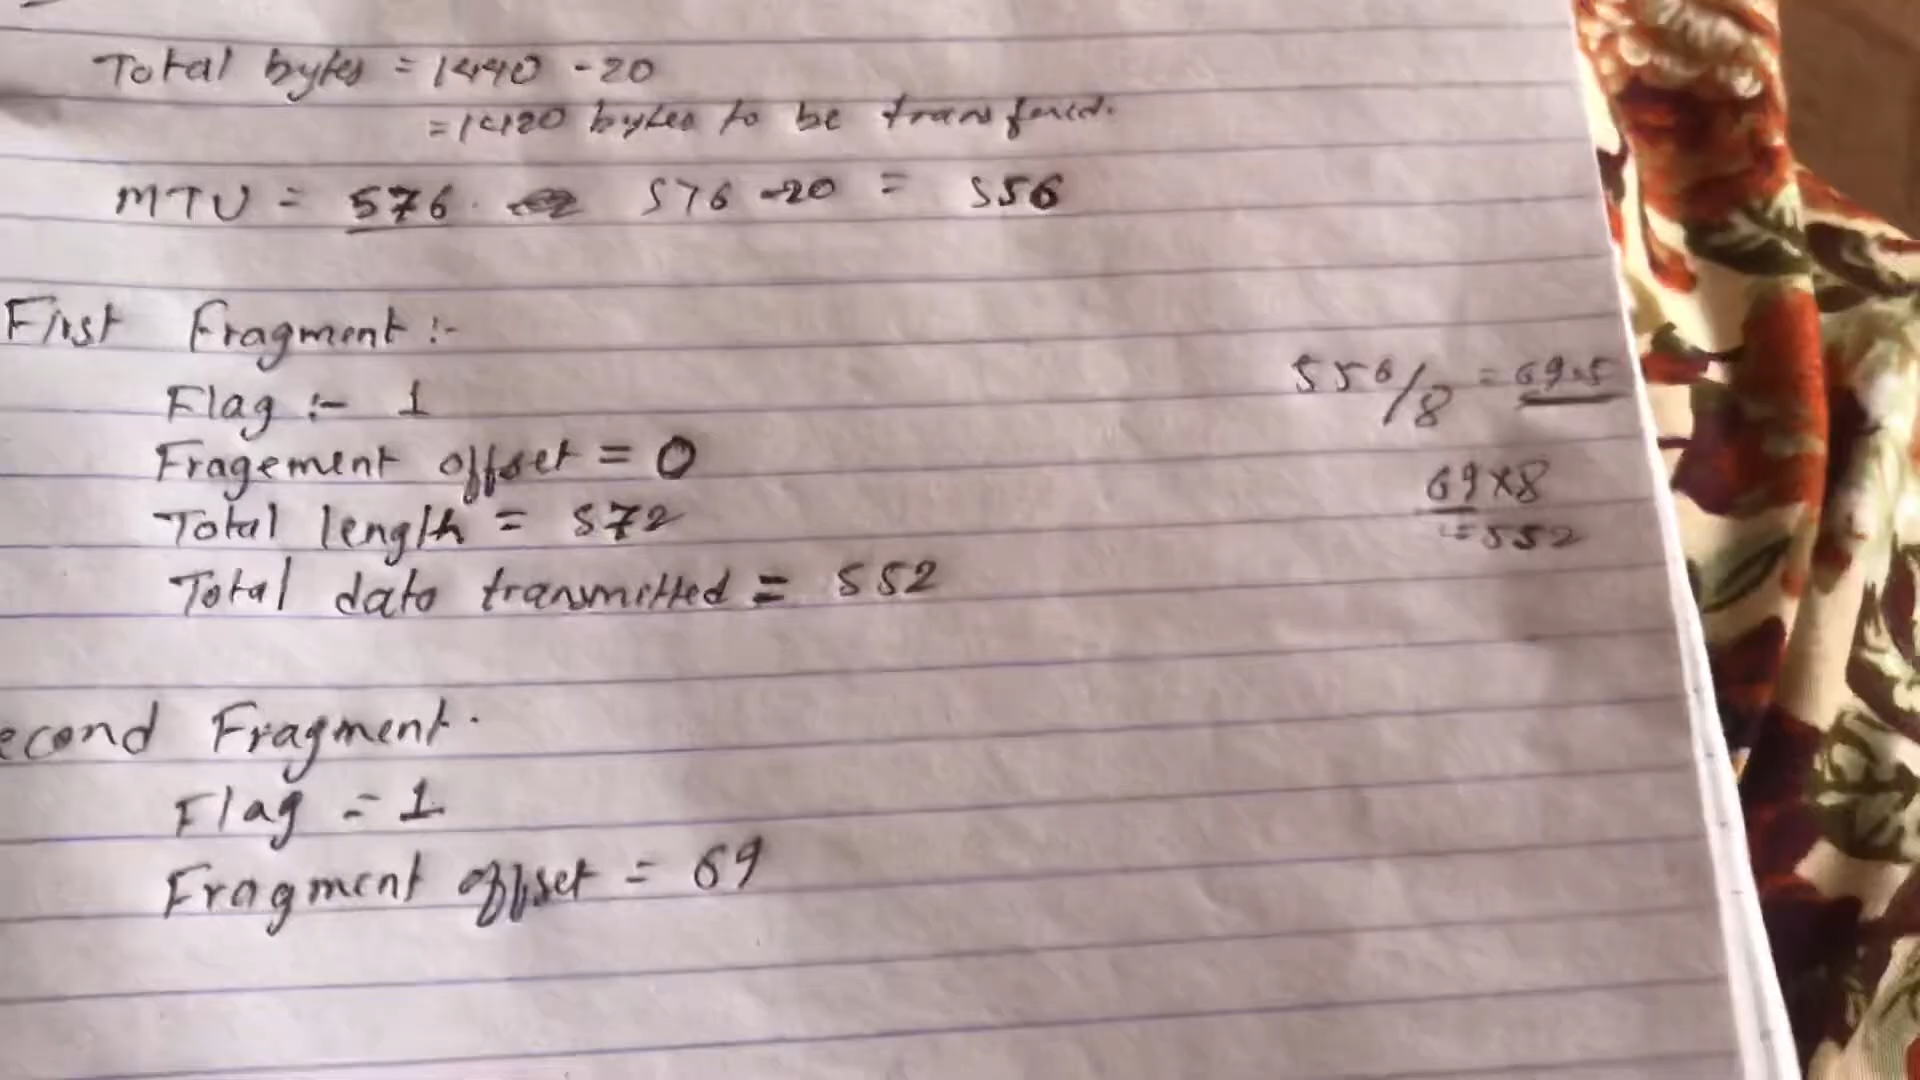 Total bytes = 1440 - 20
= 1420 bytes to be transfered.
MTU = 576. 576 - 20 = 556
First Fragment :-
Flag :- 1
556/8 = 69.5
Fragement offset = 0
69 x 8
Total length = 572
= 552
Total data transmitted = 552
econd Fragment.
Flag = 1
Fragment offset = 69